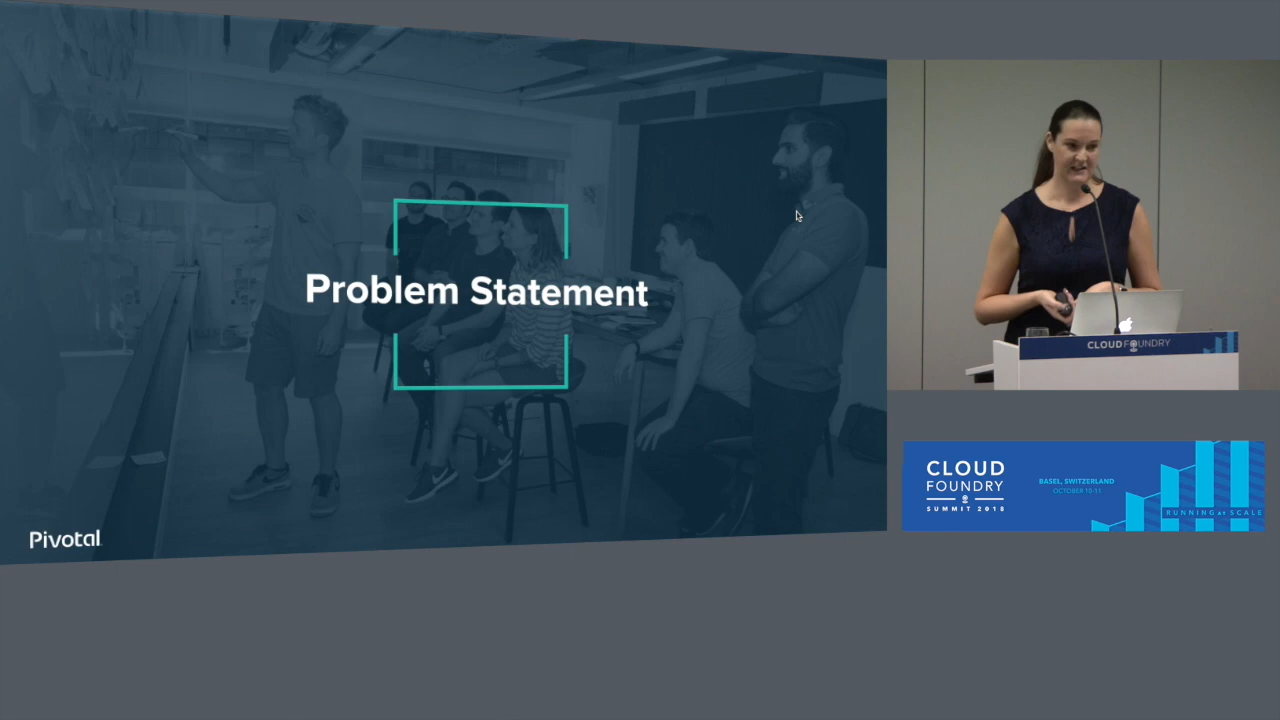 Problem Statement
Pivotal
CLOUD FOUNDRY
CLOUD
FOUNDRY
SUMMIT 2018
BASEL, SWITZERLAND
OCTOBER 10-11
RUNNING AT SCALE